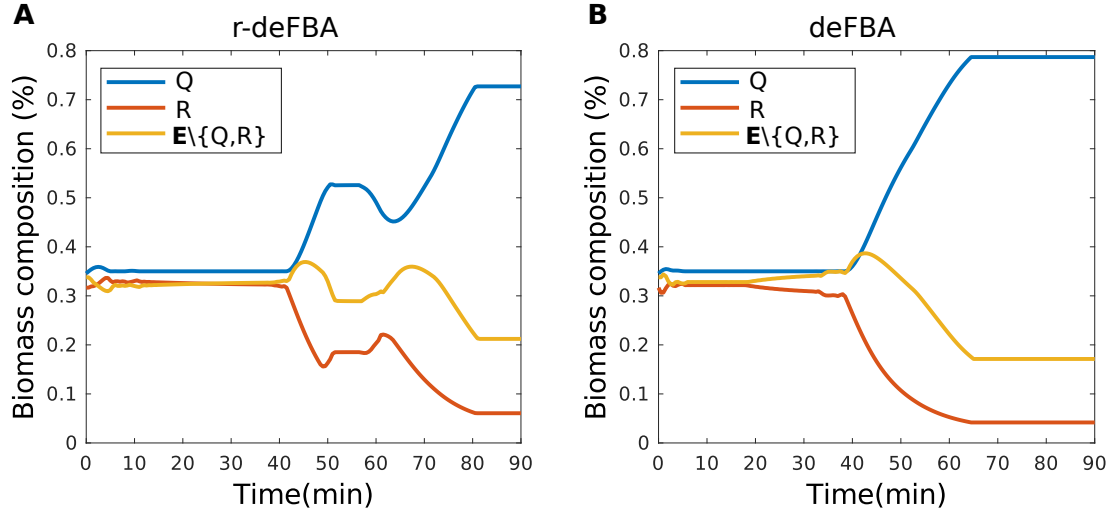 A
r-deFBA
Biomass composition (%)
0.8
0.7
0.6
0.5
0.4
0.3
0.2
0.1
0
Q
R
E\{Q,R}
0 10 20 30 40 50 60 70 80 90
Time(min)
B
deFBA
Biomass composition (%)
0.8
0.7
0.6
0.5
0.4
0.3
0.2
0.1
0
Q
R
E\{Q,R}
0 10 20 30 40 50 60 70 80 90
Time(min)